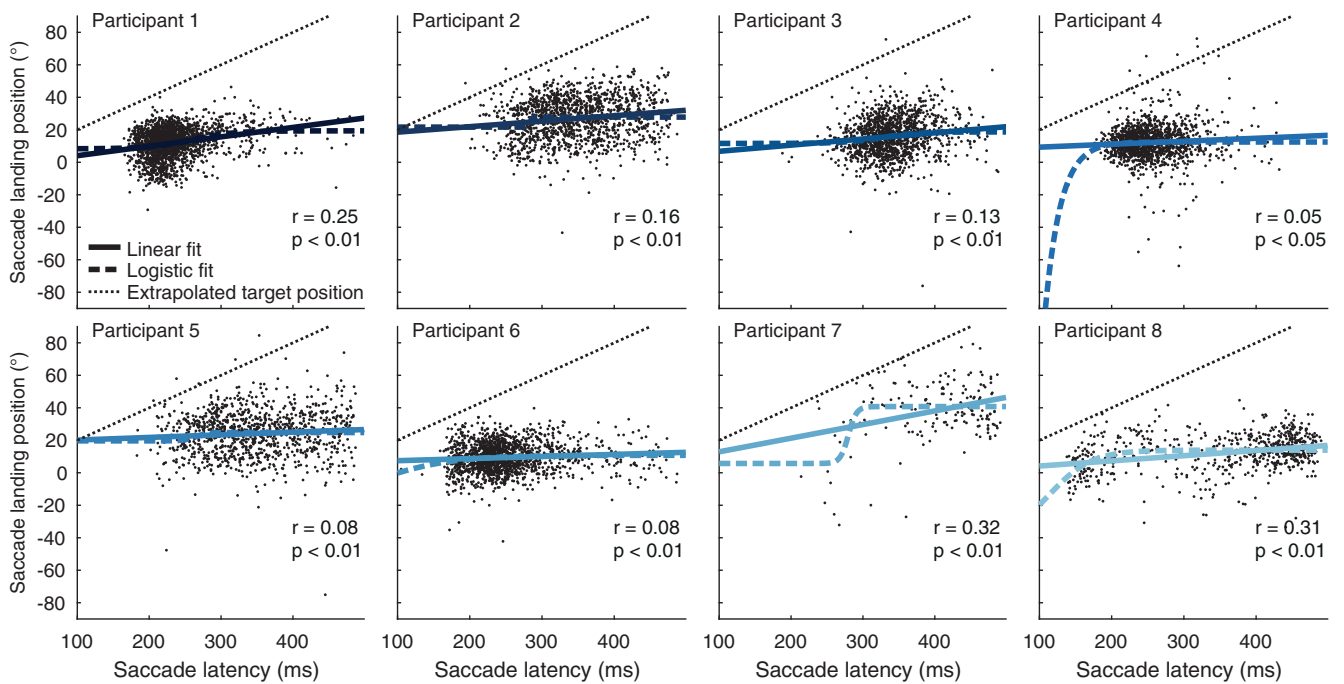 Participant 1
Participant 2
Participant 3
Participant 4
80
60
40
20
0
-20
-40
-60
-80
Saccade landing position (°)
r = 0.25
p < 0.01
Linear fit
Logistic fit
Extrapolated target position
r = 0.16
p < 0.01
r = 0.13
p < 0.01
r = 0.05
p < 0.05
Participant 5
Participant 6
Participant 7
Participant 8
80
60
40
20
0
-20
-40
-60
-80
Saccade landing position (°)
r = 0.08
p < 0.01
r = 0.08
p < 0.01
r = 0.32
p < 0.01
r = 0.31
p < 0.01
100 200 300 400
100 200 300 400
100 200 300 400
100 200 300 400
Saccade latency (ms)
Saccade latency (ms)
Saccade latency (ms)
Saccade latency (ms)